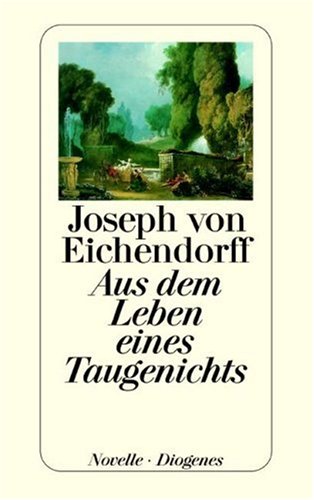 Joseph von
Eichendorff
Aus dem
Leben
eines
Taugenichts
Novelle · Diogenes